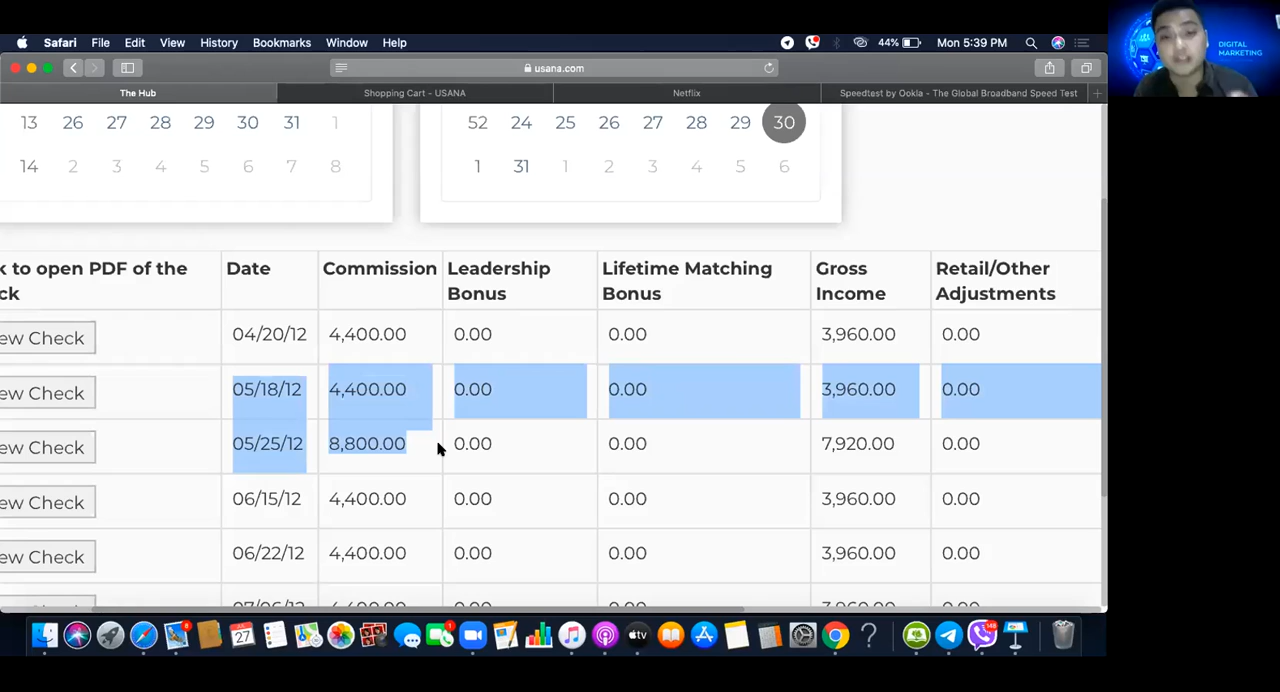 Safari File Edit View History Bookmarks Window Help 44% Mon 5:39 PM
usana.com
The Hub Shopping Cart - USANA Netflix Speedtest by Ookla - The Global Broadband Speed Test +
DIGITAL
MARKETING
13 26 27 28 29 30 31 1
52 24 25 26 27 28 29 30
14 2 3 4 5 6 7 8
1 31 1 2 3 4 5 6
k to open PDF of the
ck
Date
Commission
Leadership
Bonus
Lifetime Matching
Bonus
Gross
Income
Retail/Other
Adjustments
ew Check 04/20/12 4,400.00 0.00 0.00 3,960.00 0.00
ew Check 05/18/12 4,400.00 0.00 0.00 3,960.00 0.00
ew Check 05/25/12 8,800.00 0.00 0.00 7,920.00 0.00
ew Check 06/15/12 4,400.00 0.00 0.00 3,960.00 0.00
ew Check 06/22/12 4,400.00 0.00 0.00 3,960.00 0.00
JUL
27
tv